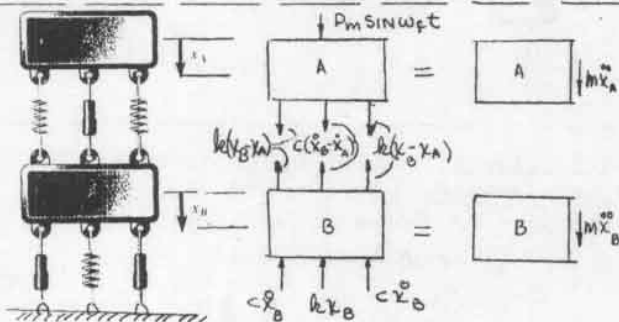 P_m SIN ω_f t
x_A
A = A mẍ_A
k(x_B-x_A) c(ẋ_B-ẋ_A) k(x_B-x_A)
x_B
B = B mẍ_B
cẋ_B kx_B cẋ_B